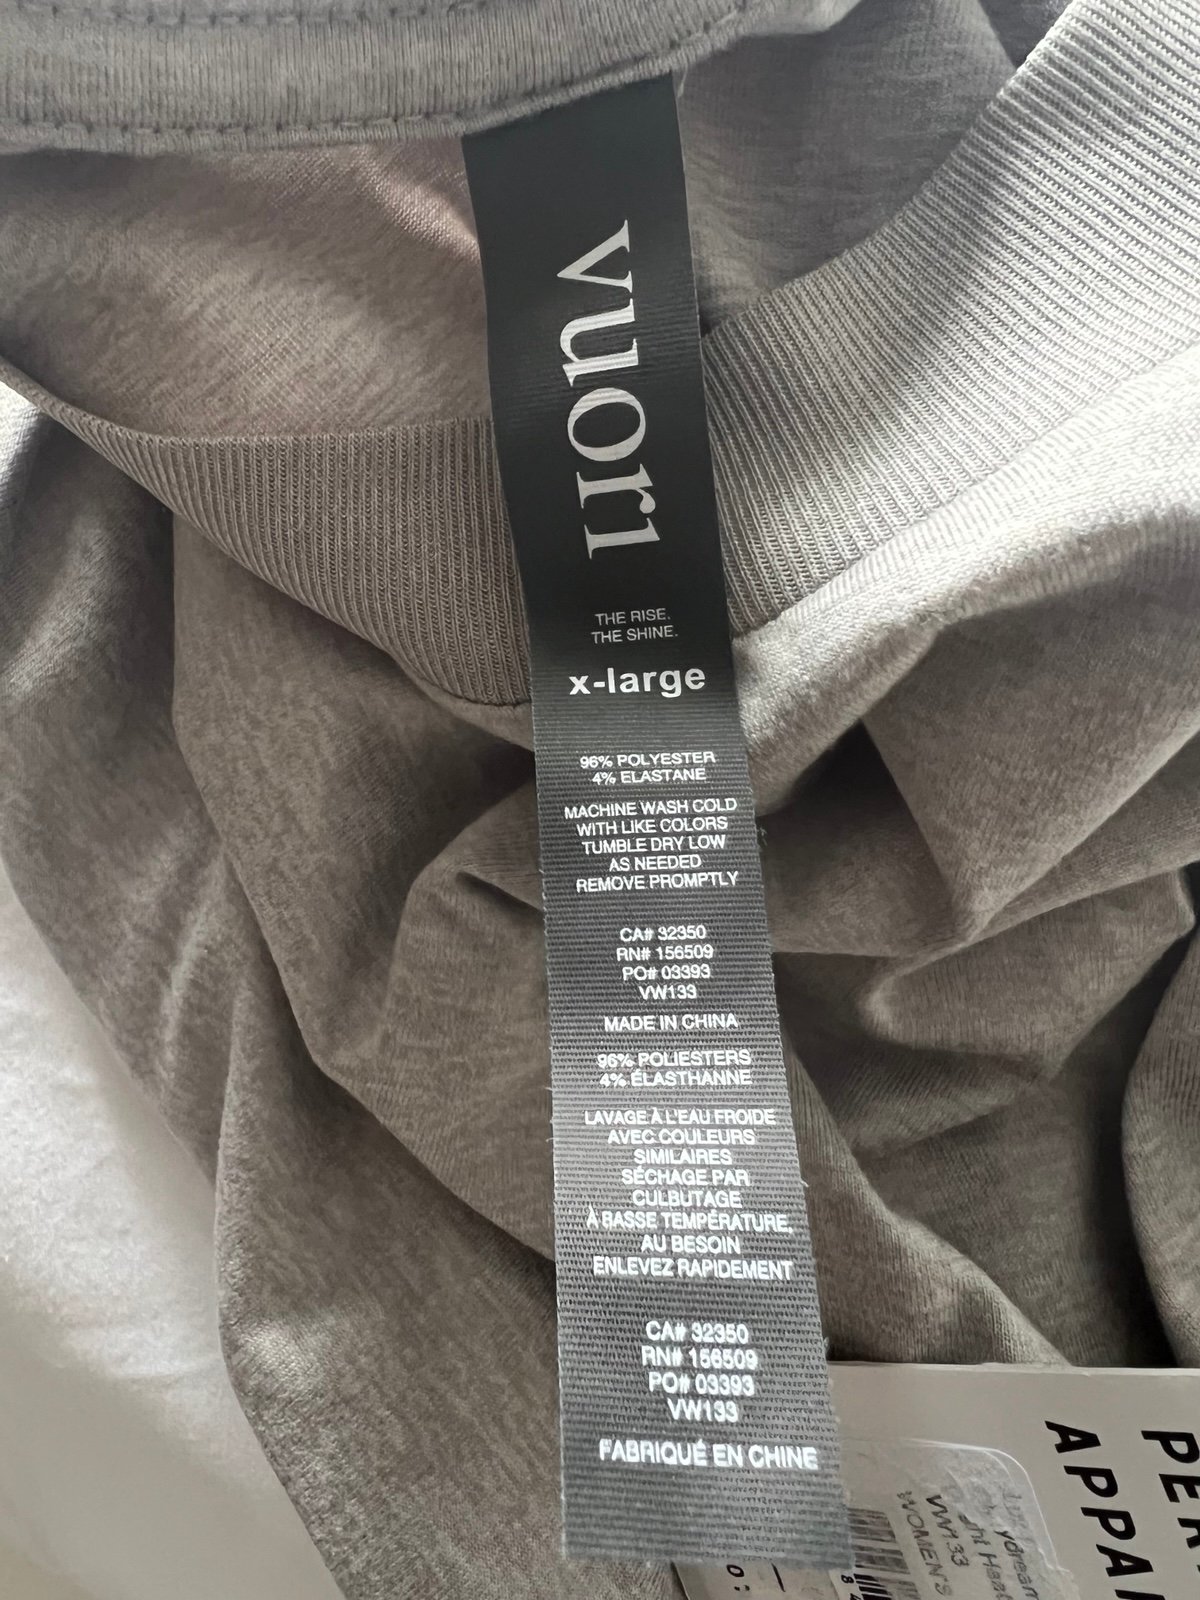 vuori
THE RISE.
THE SHINE.
x-large
96% POLYESTER
4% ELASTANE
MACHINE WASH COLD
WITH LIKE COLORS
TUMBLE DRY LOW
AS NEEDED
REMOVE PROMPTLY
CA# 32350
RN# 156509
PO# 03393
VW133
MADE IN CHINA
96% POLIESTERS
4% ÉLASTHANNE
LAVAGE À L'EAU FROIDE
AVEC COULEURS
SIMILAIRES
SÉCHAGE PAR
CULBUTAGE
À BASSE TEMPÉRATURE,
AU BESOIN
ENLEVEZ RAPIDEMENT
CA# 32350
RN# 156509
PO# 03393
VW133
FABRIQUÉ EN CHINE
VW133
WOMEN'S